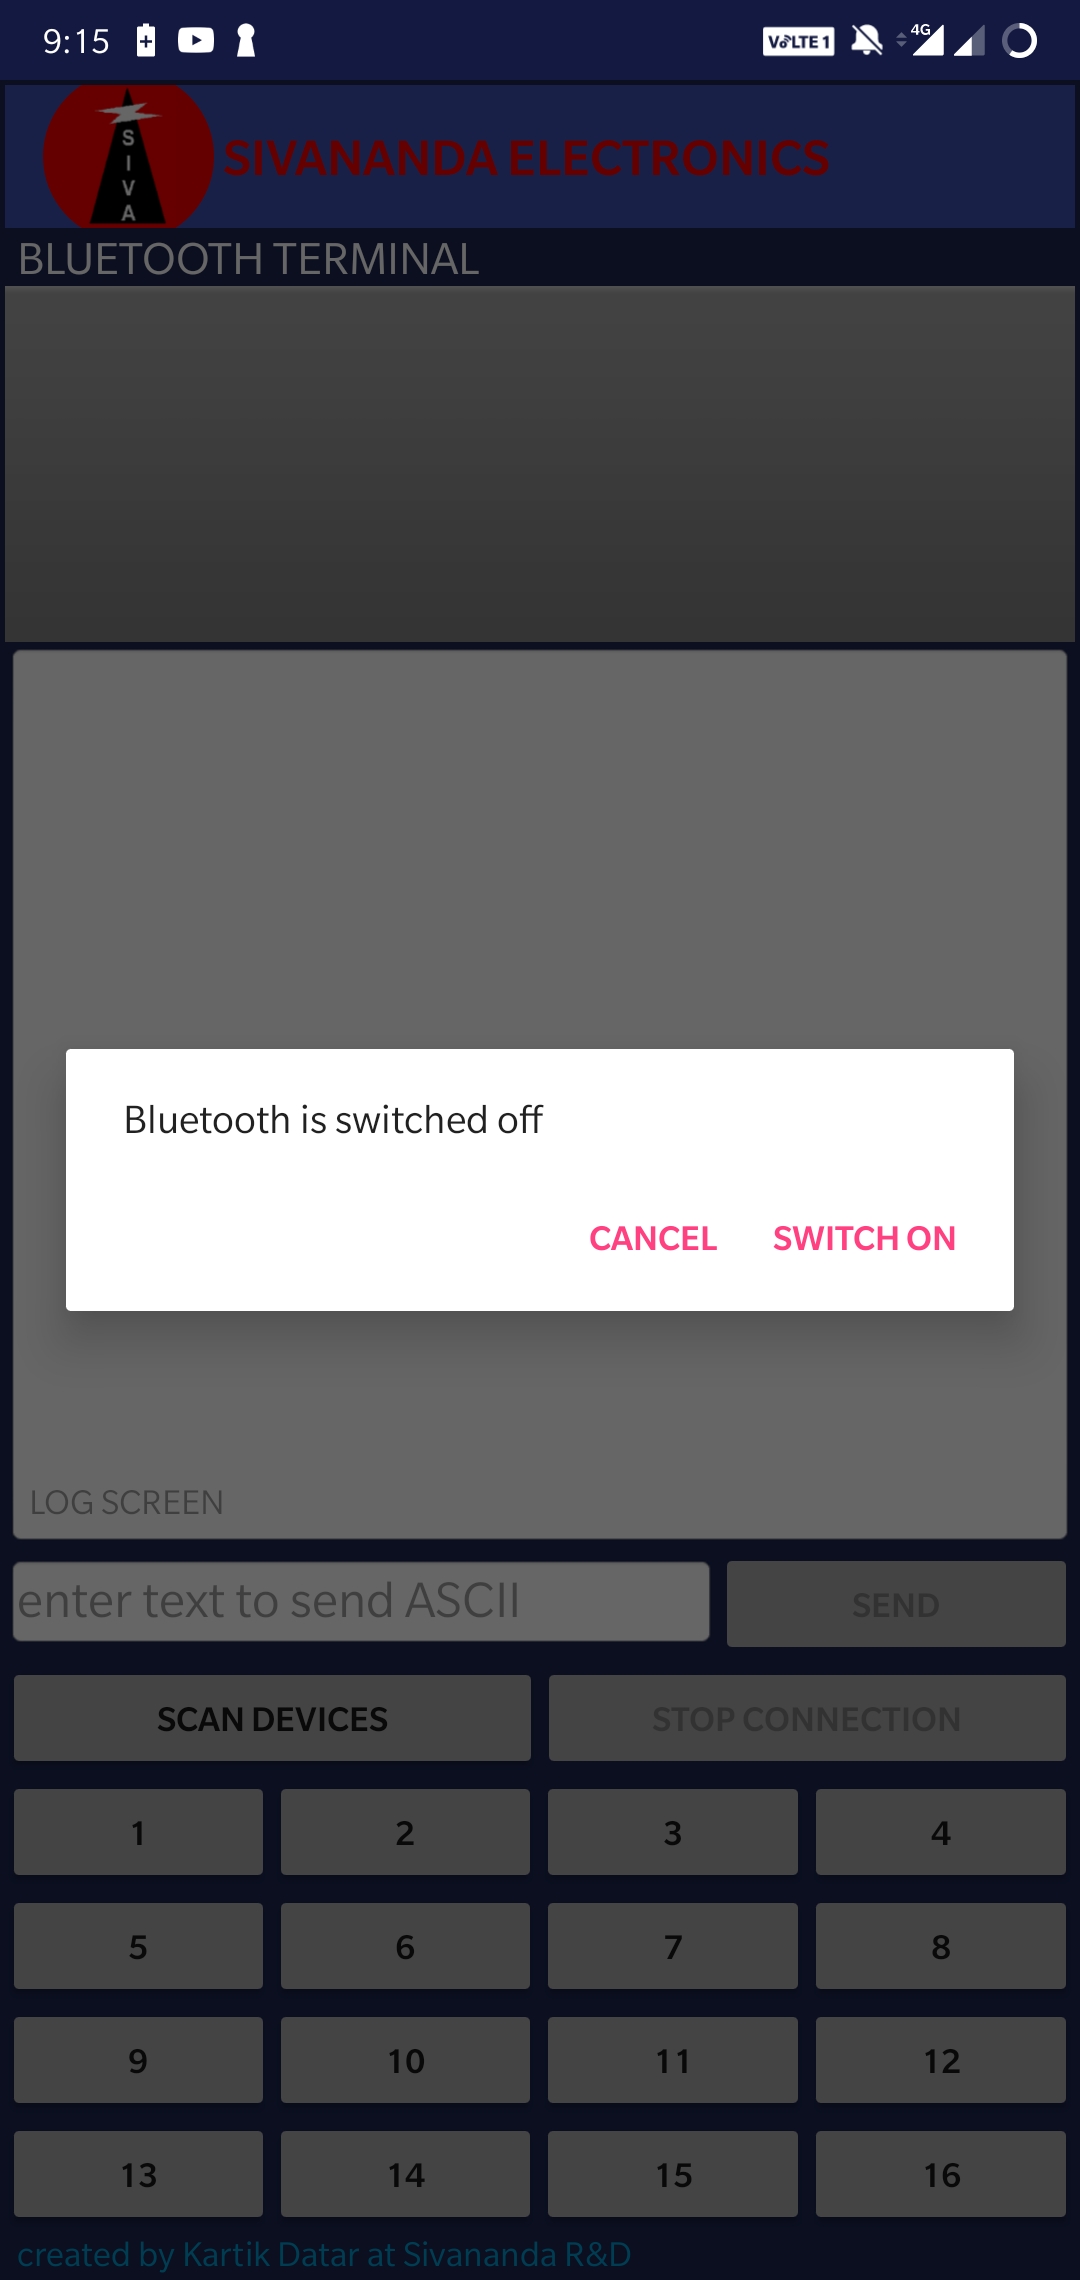 9:15
VoLTE 1
4G
S
I
V
A
SIVANANDA ELECTRONICS
BLUETOOTH TERMINAL
Bluetooth is switched off
CANCEL SWITCH ON
LOG SCREEN
enter text to send ASCII
SEND
SCAN DEVICES
STOP CONNECTION
1 2 3 4
5 6 7 8
9 10 11 12
13 14 15 16
created by Kartik Datar at Sivananda R&D